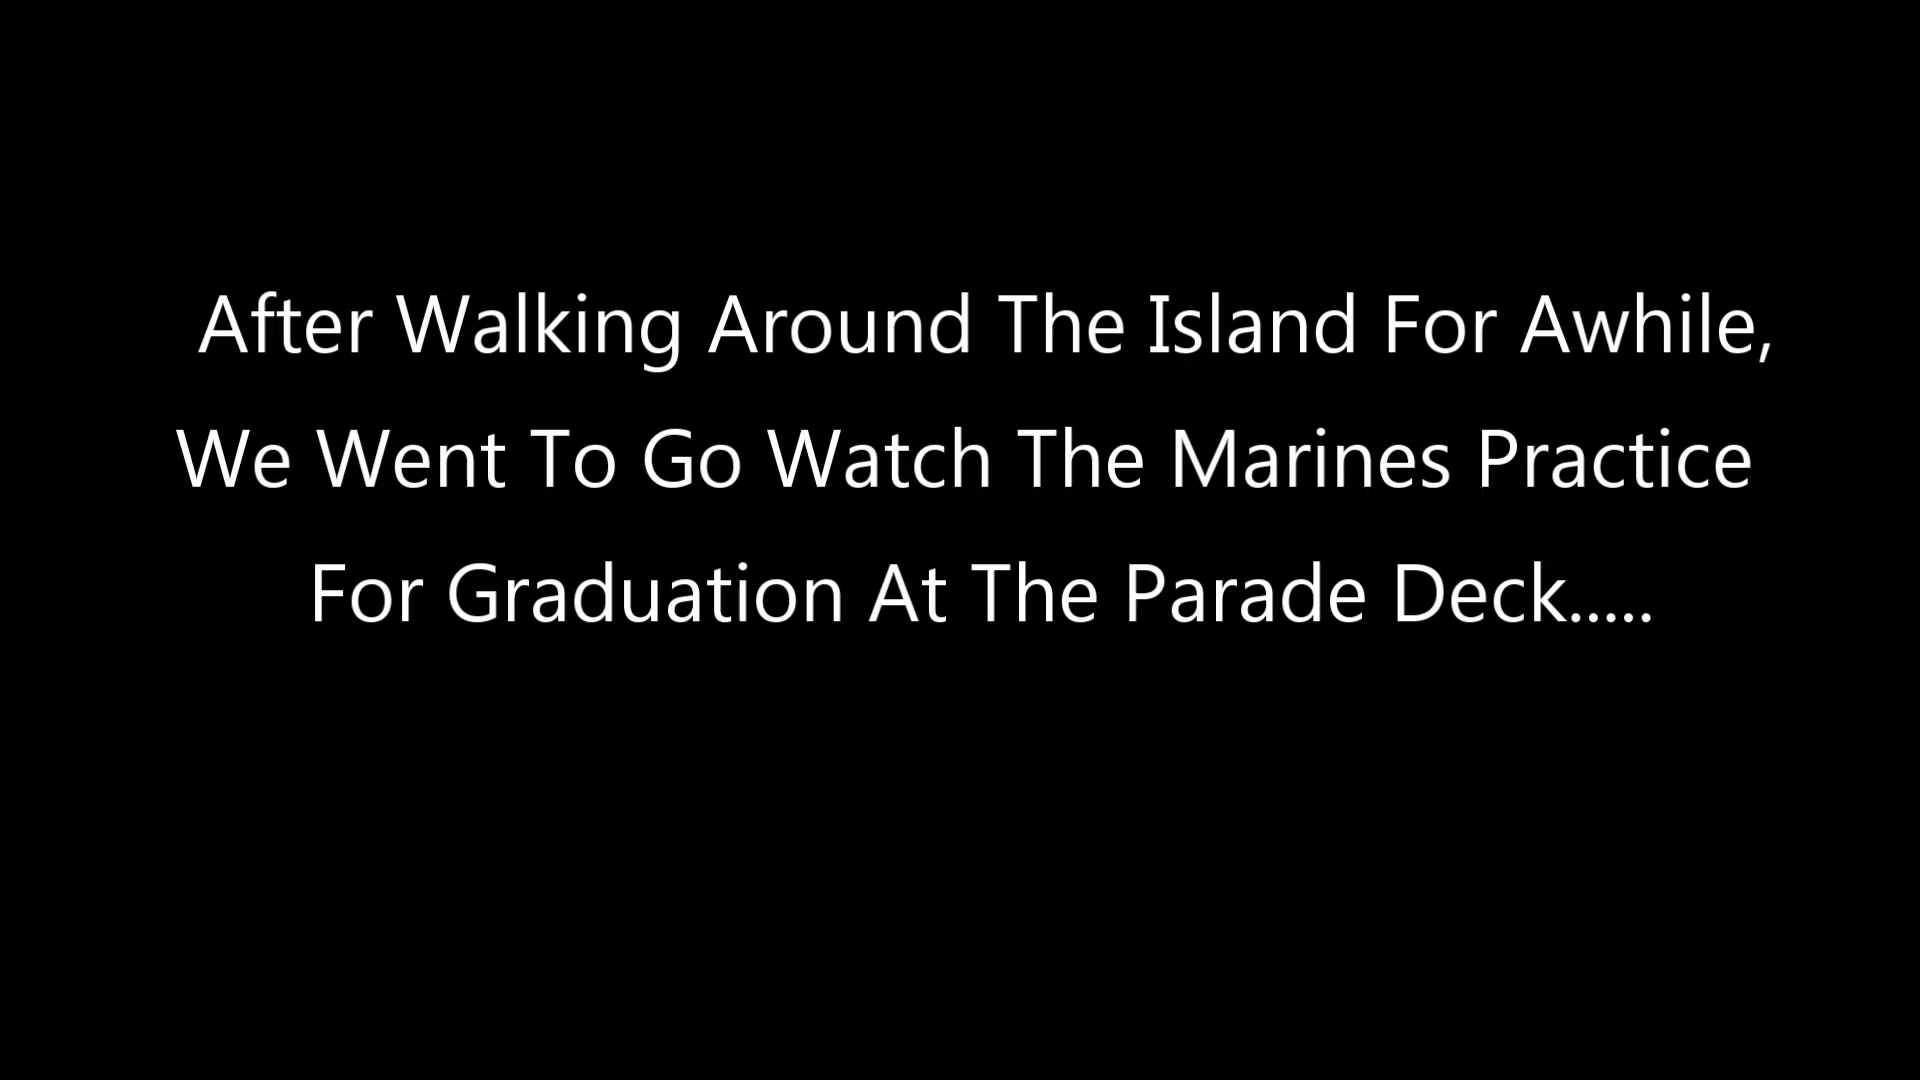 After Walking Around The Island For Awhile,
We Went To Go Watch The Marines Practice
For Graduation At The Parade Deck.....